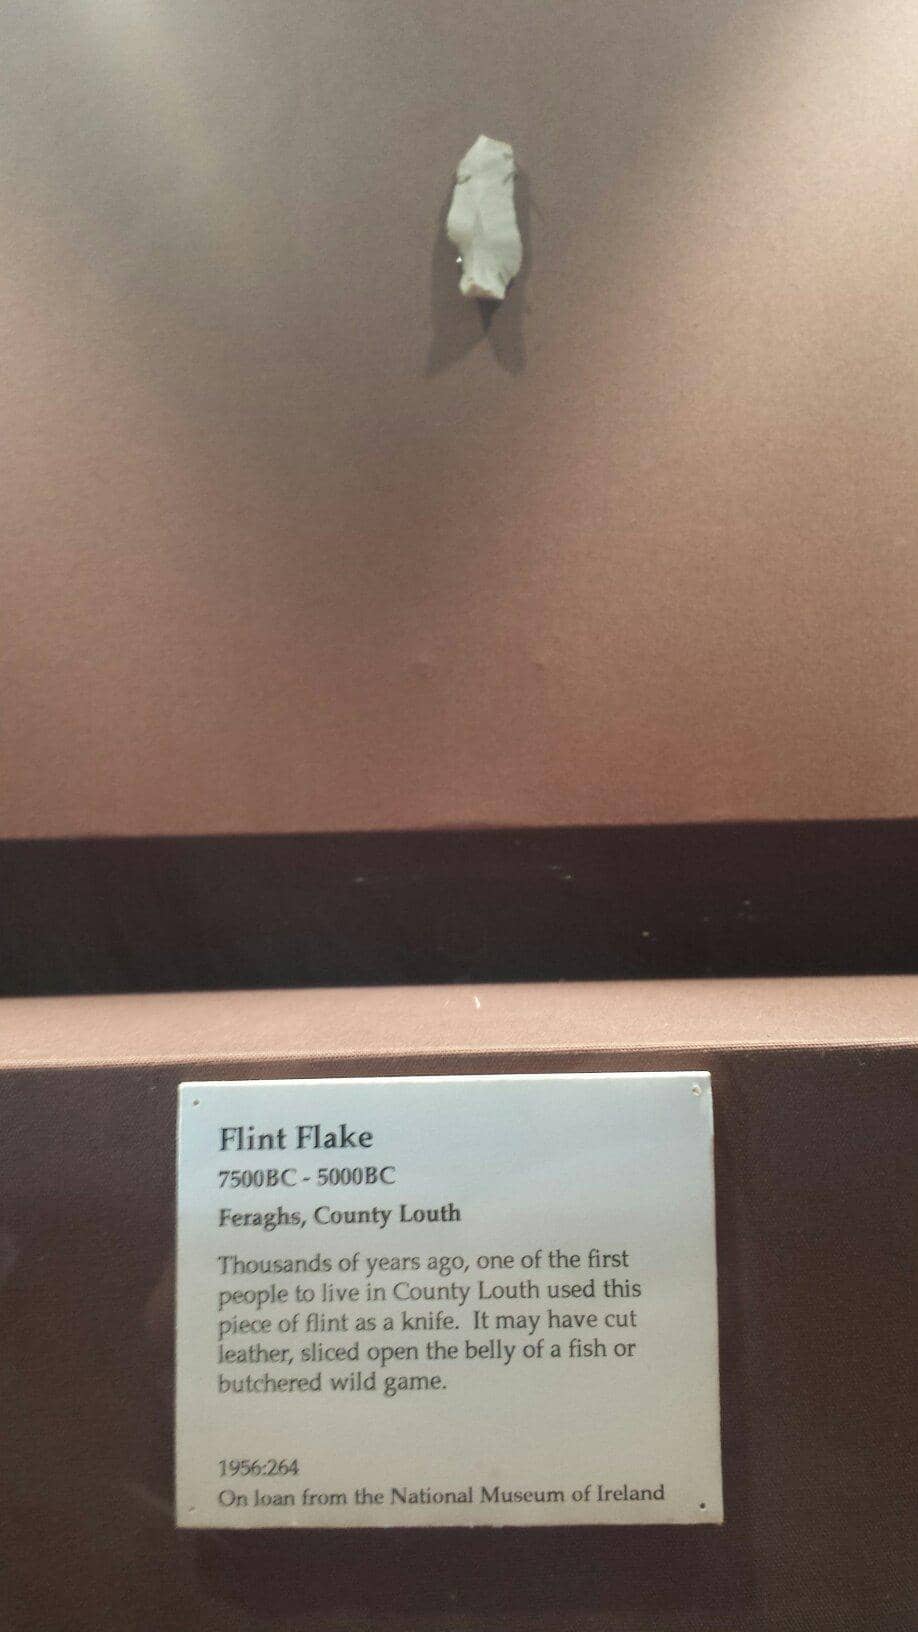 Flint Flake
7500BC - 5000BC
Feraghs, County Louth
Thousands of years ago, one of the first
people to live in County Louth used this
piece of flint as a knife. It may have cut
leather, sliced open the belly of a fish or
butchered wild game.
1956:264
On loan from the National Museum of Ireland